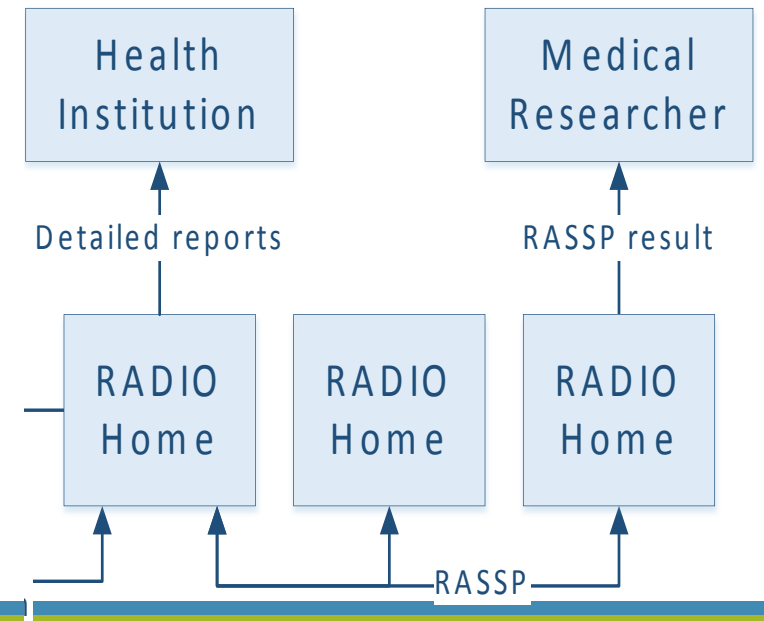 Health
Institution
Medical
Researcher
Detailed reports
RASSP result
RADIO
Home
RADIO
Home
RADIO
Home
RASSP